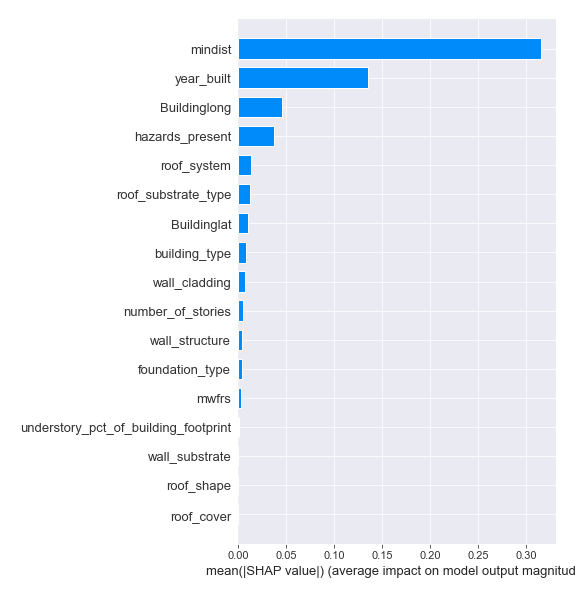 mindist
year_built
Buildinglong
hazards_present
roof_system
roof_substrate_type
Buildinglat
building_type
wall_cladding
number_of_stories
wall_structure
foundation_type
mwfrs
understory_pct_of_building_footprint
wall_substrate
roof_shape
roof_cover
0.00 0.05 0.10 0.15 0.20 0.25 0.30
mean(|SHAP value|) (average impact on model output magnitud